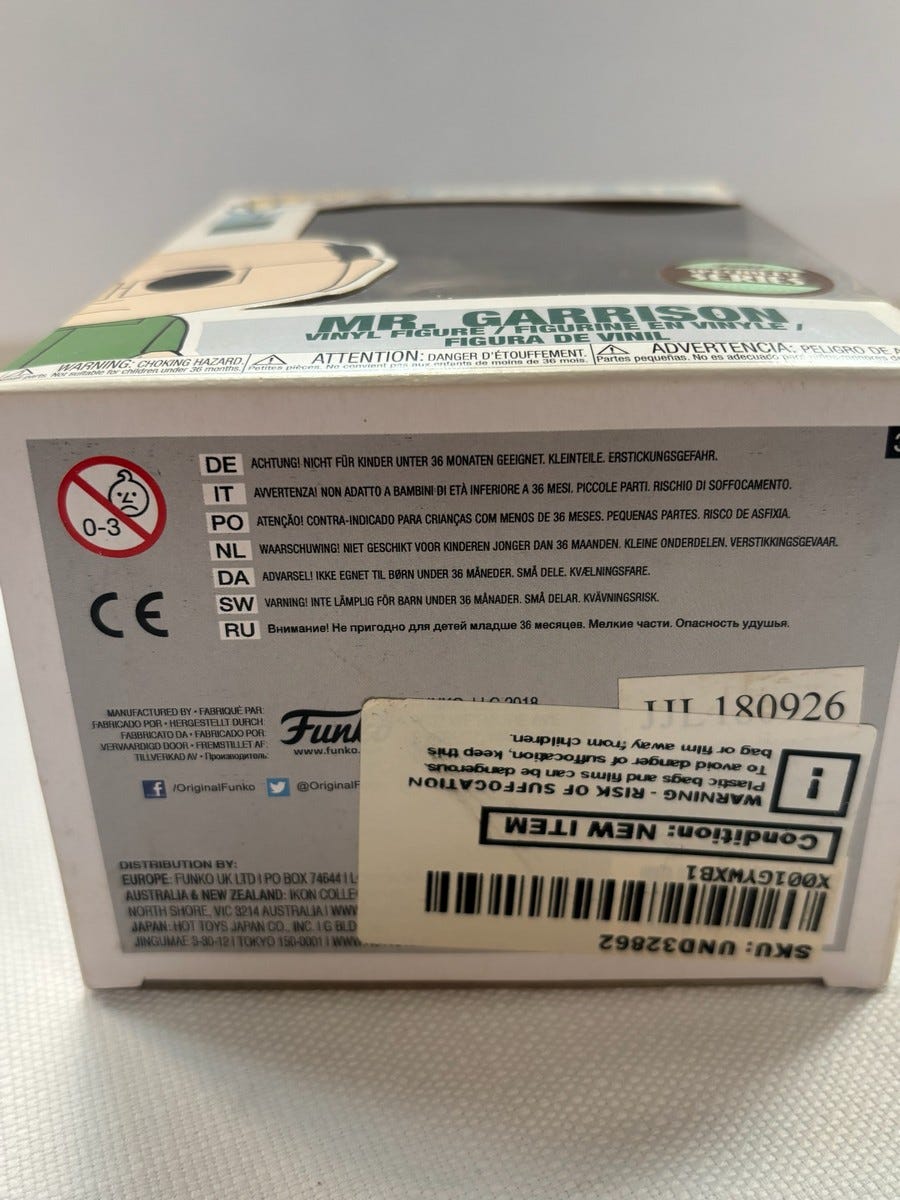 SERIES
MR. GARRISON
VINYL FIGURE / FIGURINE EN VINYLE /
FIGURA DE VINIL
WARNING: CHOKING HAZARD.
parts. Not suitable for children under 36 months.
ATTENTION: DANGER D'ÉTOUFFEMENT.
Petites pièces. Ne convient pas aux enfants de moins de 36 mois.
ADVERTENCIA: PELIGRO DE A
Partes pequeñas. No es adecuado para
0-3
DE ACHTUNG! NICHT FÜR KINDER UNTER 36 MONATEN GEEIGNET. KLEINTEILE. ERSTICKUNGSGEFAHR.
IT AVVERTENZA! NON ADATTO A BAMBINI DI ETÀ INFERIORE A 36 MESI. PICCOLE PARTI. RISCHIO DI SOFFOCAMENTO.
PO ATENÇÃO! CONTRA-INDICADO PARA CRIANÇAS COM MENOS DE 36 MESES. PEQUENAS PARTES. RISCO DE ASFIXIA.
NL WAARSCHUWING! NIET GESCHIKT VOOR KINDEREN JONGER DAN 36 MAANDEN. KLEINE ONDERDELEN. VERSTIKKINGSGEVAAR.
DA ADVARSEL! IKKE EGNET TIL BØRN UNDER 36 MÅNEDER. SMÅ DELE. KVÆLNINGSFARE.
SW VARNING! INTE LÄMPLIG FÖR BARN UNDER 36 MÅNADER. SMÅ DELAR. KVÄVNINGSRISK.
RU Внимание! Не пригодно для детей младше 36 месяцев. Мелкие части. Опасность удушья.
CE
MANUFACTURED BY • FABRIQUÉ PAR:
FABRICADO POR • HERGESTELLT DURCH:
FABBRICATO DA • FABRICADO POR:
VERVAARDIGD DOOR • FREMSTILLET AF:
TILLVERKAD AV • Производитель:
Funk
www.funko.
LLC 2018
JJL 180926
/OriginalFunko
@OriginalF
DISTRIBUTION BY:
EUROPE: FUNKO UK LTD I PO BOX 74644 I L
AUSTRALIA & NEW ZEALAND: IKON COLLE
NORTH SHORE, VIC 3214 AUSTRALIA I WWW
JAPAN: HOT TOYS JAPAN CO., INC. I G BLD
JINGUMAE 3-30-12 I TOKYO 150-0001 I WWW
SKU: UND32862
X001GYWXB1
Condition: NEW ITEM
WARNING - RISK OF SUFFOCATION
Plastic bags and films can be dangerous.
To avoid danger of suffocation, keep this
bag or film away from children.